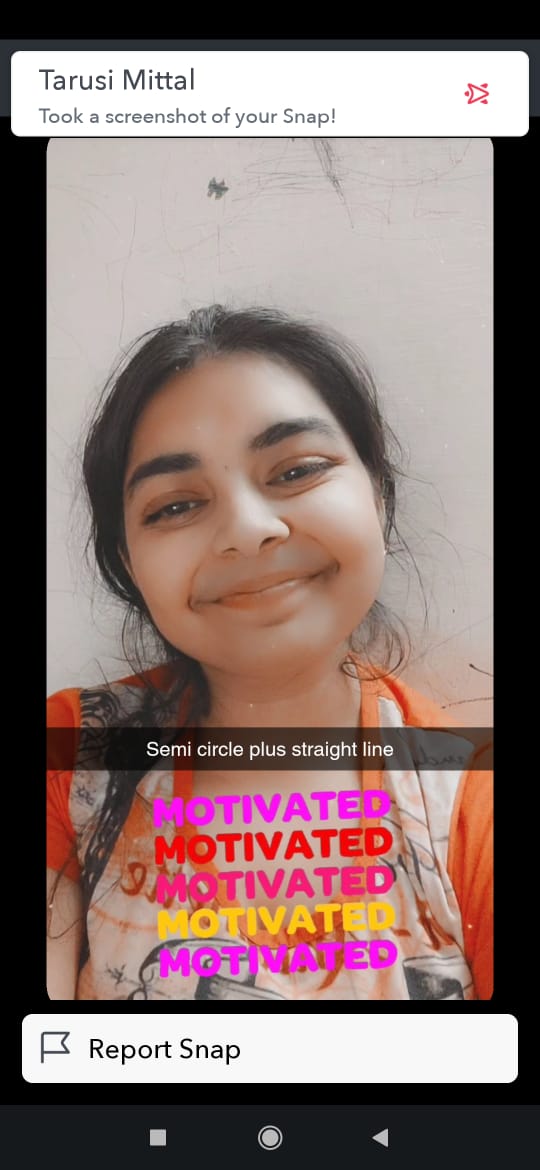 Tarusi Mittal
Took a screenshot of your Snap!
Semi circle plus straight line
MOTIVATED
MOTIVATED
MOTIVATED
MOTIVATED
MOTIVATED
Report Snap